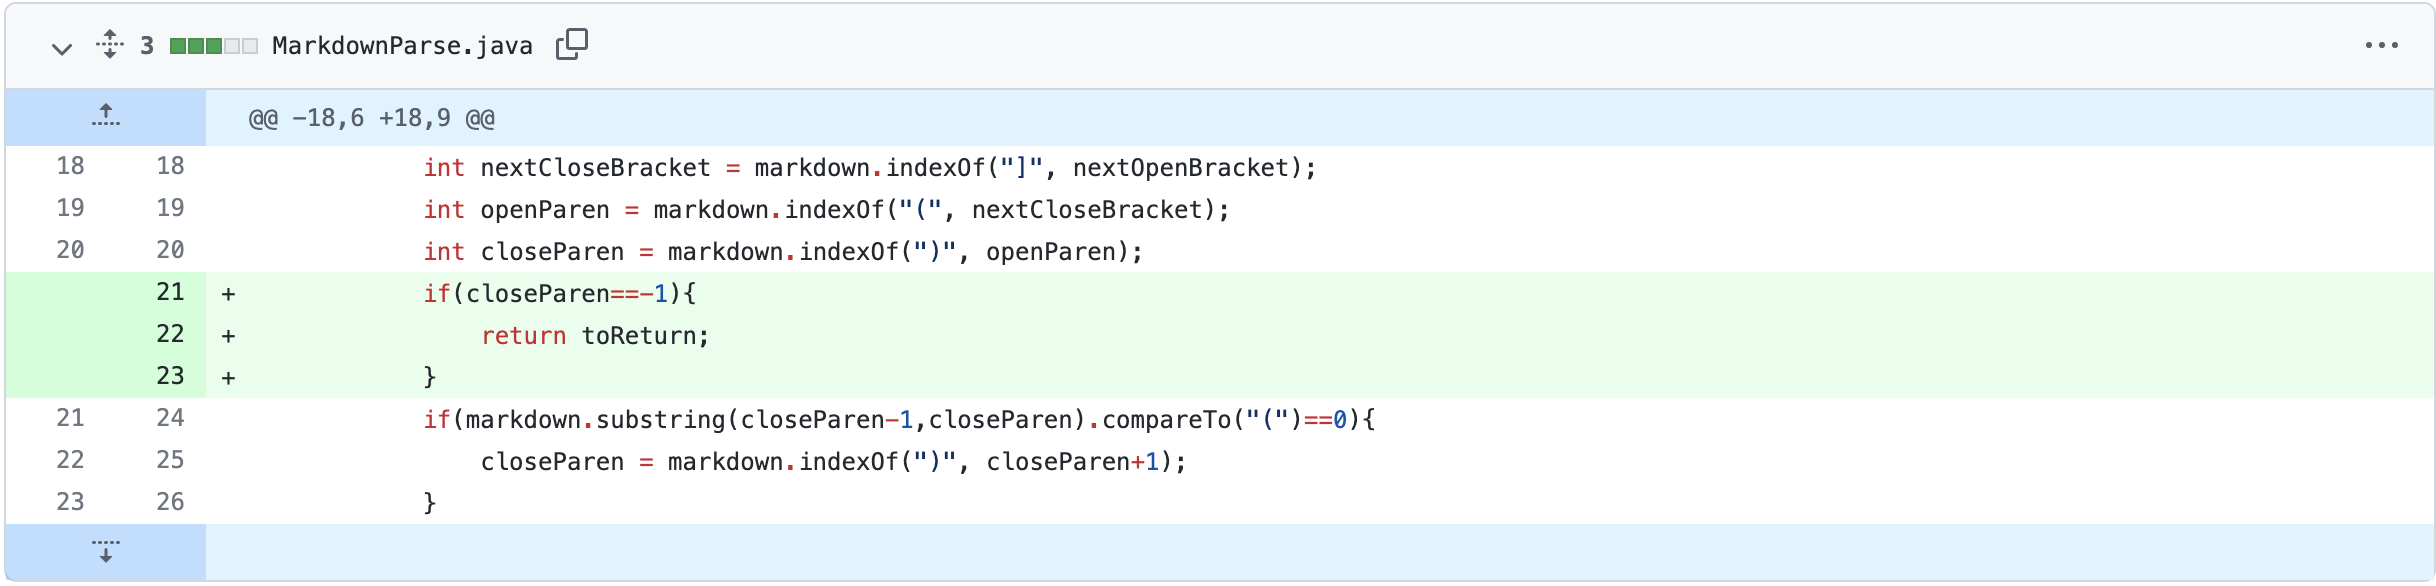 3 MarkdownParse.java
@@ -18,6 +18,9 @@
18 18 int nextCloseBracket = markdown.indexOf("]", nextOpenBracket);
19 19 int openParen = markdown.indexOf("(", nextCloseBracket);
20 20 int closeParen = markdown.indexOf(")", openParen);
21 + if(closeParen==-1){
22 + return toReturn;
23 + }
21 24 if(markdown.substring(closeParen-1,closeParen).compareTo("(")==0){
22 25 closeParen = markdown.indexOf(")", closeParen+1);
23 26 }